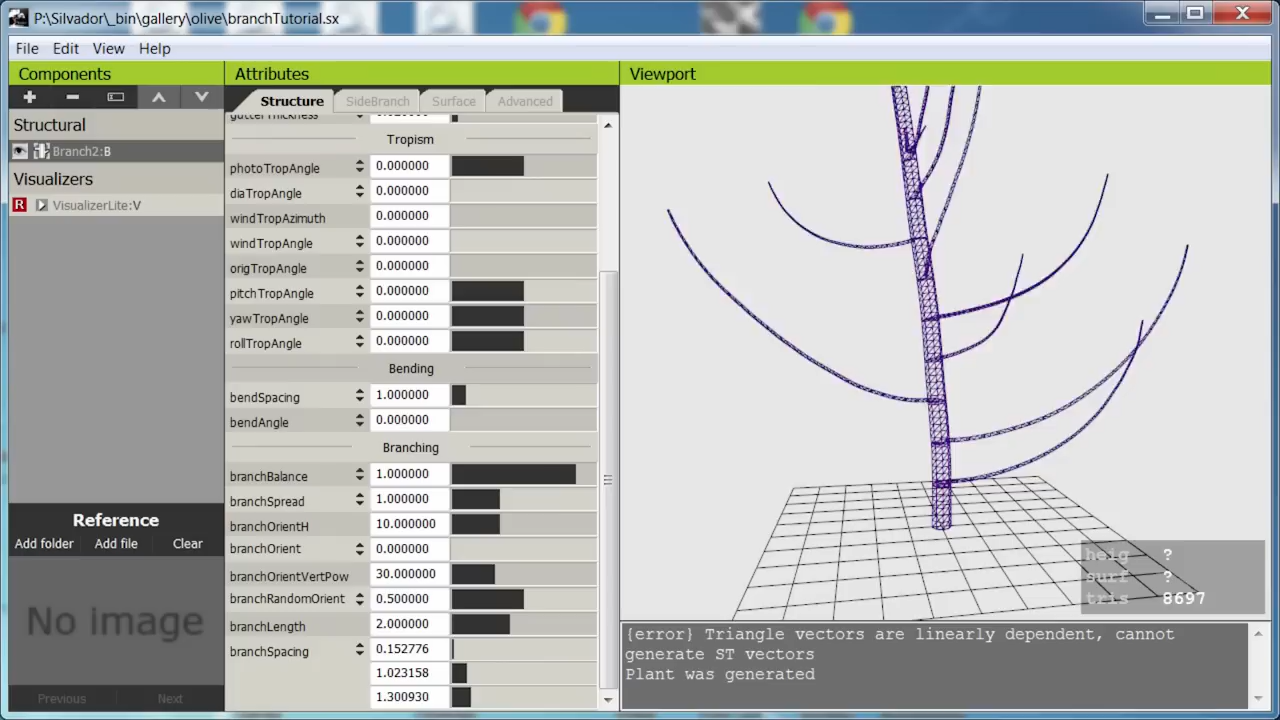 P:\Silvador\_bin\gallery\olive\branchTutorial.sx
File Edit View Help
Components
Attributes
Viewport
Structure SideBranch Surface Advanced
Structural
Branch2:B
Visualizers
R VisualizerLite:V
Reference
Add folder Add file Clear
No image
Previous Next
gutterThickness
Tropism
photoTropAngle 0.000000
diaTropAngle 0.000000
windTropAzimuth 0.000000
windTropAngle 0.000000
origTropAngle 0.000000
pitchTropAngle 0.000000
yawTropAngle 0.000000
rollTropAngle 0.000000
Bending
bendSpacing 1.000000
bendAngle 0.000000
Branching
branchBalance 1.000000
branchSpread 1.000000
branchOrientH 10.000000
branchOrient 0.000000
branchOrientVertPow 30.000000
branchRandomOrient 0.500000
branchLength 2.000000
branchSpacing 0.152776
1.023158
1.300930
heig ?
surf ?
tris 8697
{error} Triangle vectors are linearly dependent, cannot
generate ST vectors
Plant was generated